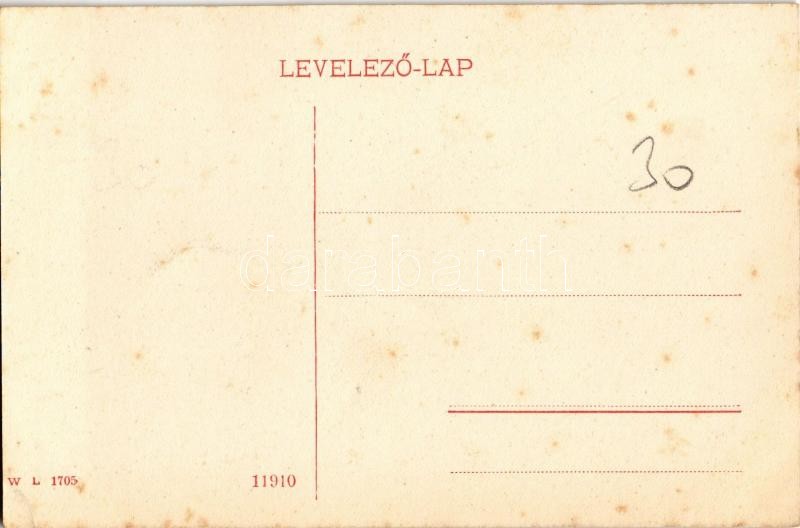 LEVELEZŐ-LAP
30
darabanth
W L 1705
11910